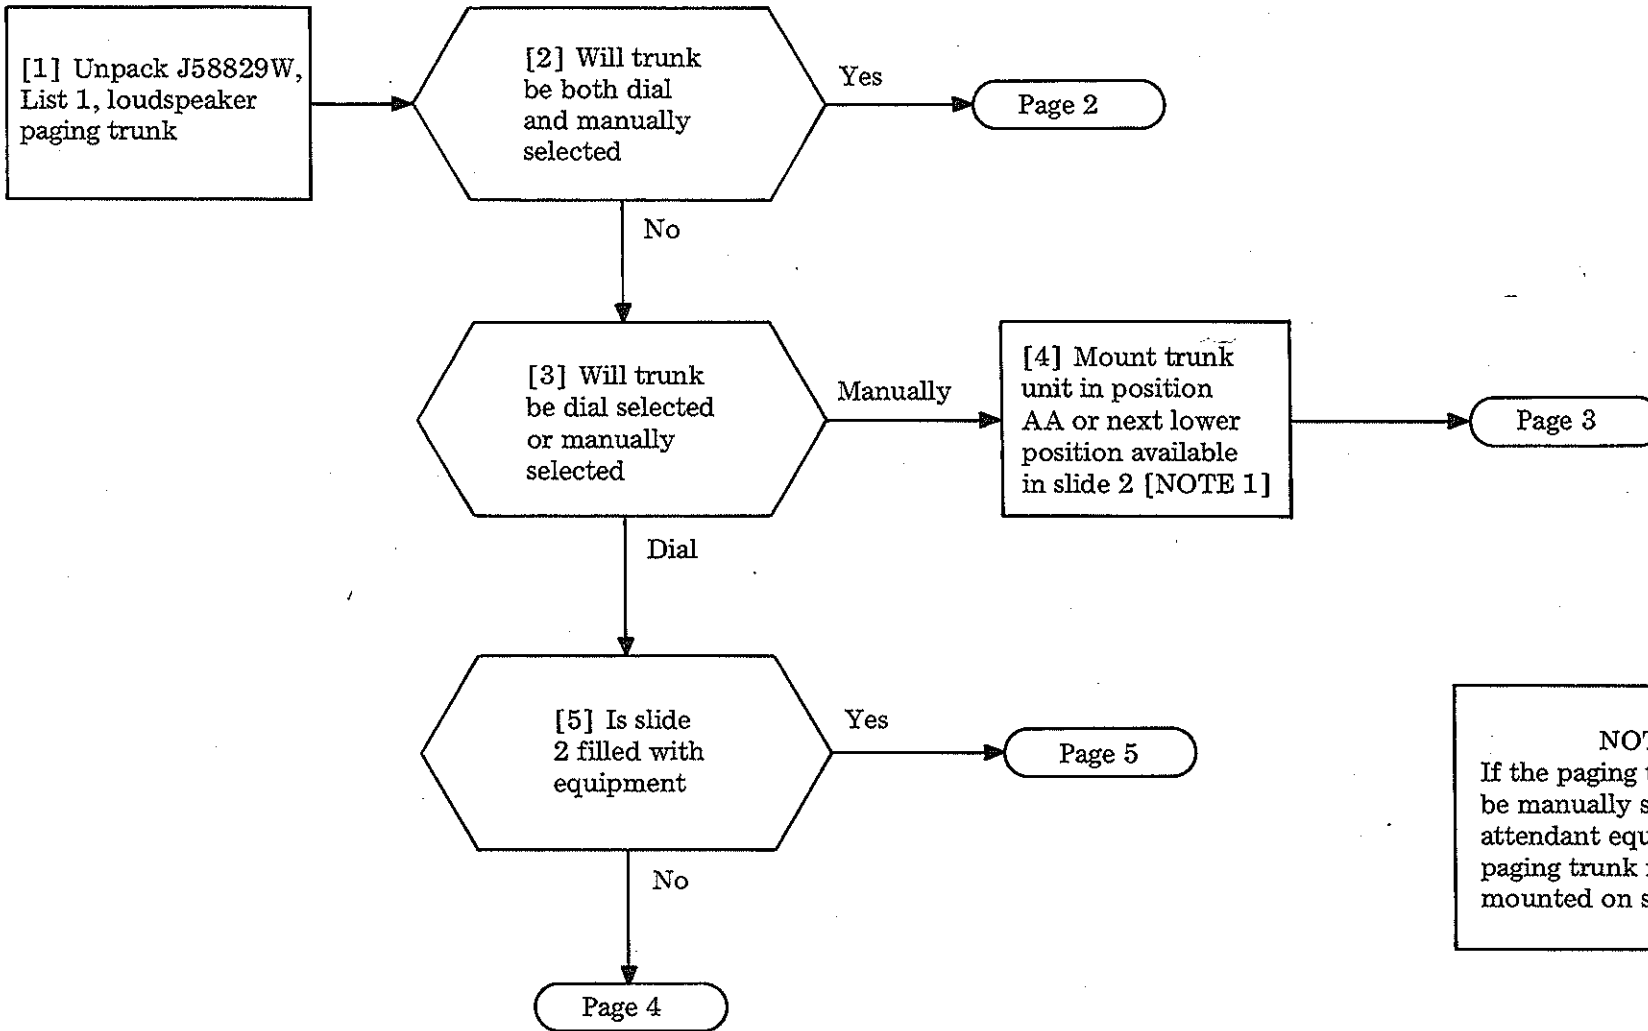 [1] Unpack J58829W,
List 1, loudspeaker
paging trunk
[2] Will trunk
be both dial
and manually
selected
Yes
Page 2
No
[3] Will trunk
be dial selected
or manually
selected
Manually
[4] Mount trunk
unit in position
AA or next lower
position available
in slide 2 [NOTE 1]
Page 3
Dial
[5] Is slide
2 filled with
equipment
Yes
Page 5
No
Page 4
If the paging
be manually
attendant
paging trunk
mounted on